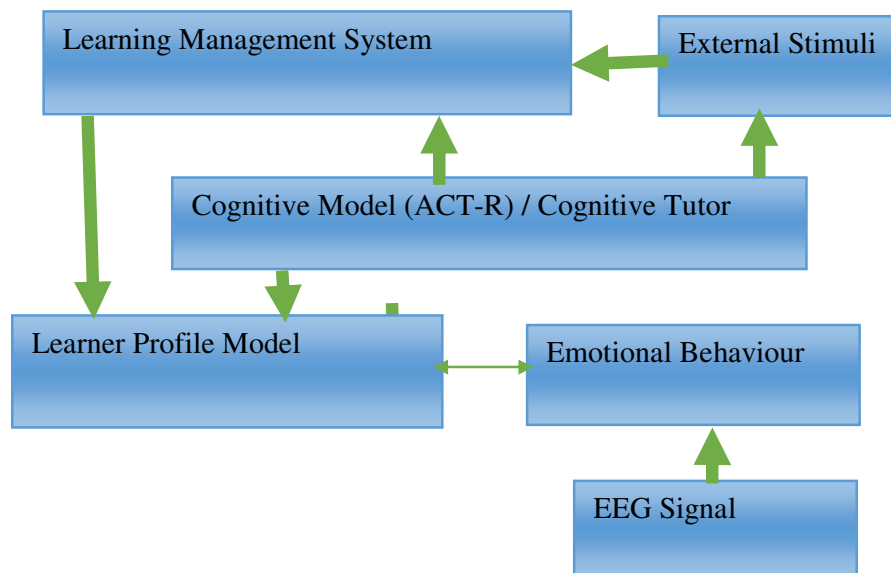 Learning Management System
External Stimuli
Cognitive Model (ACT-R) / Cognitive Tutor
Learner Profile Model
Emotional Behaviour
EEG Signal